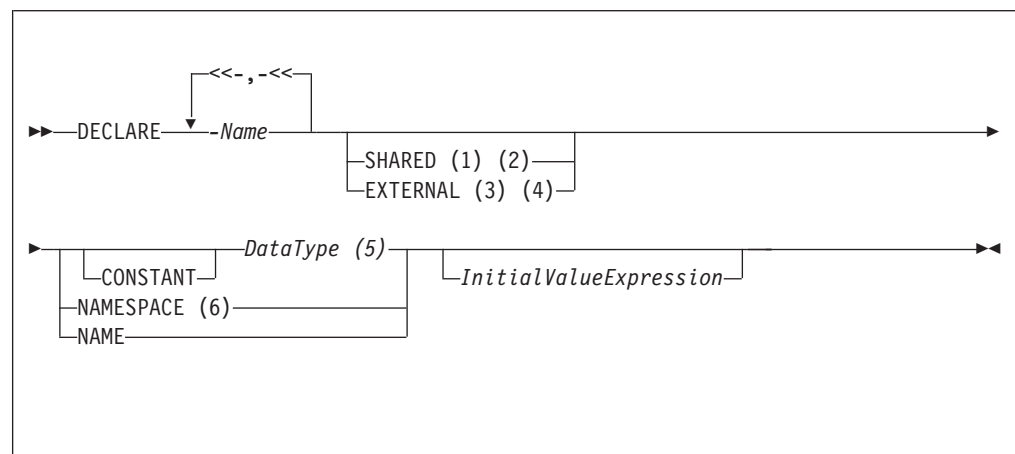 <<-,-<<
DECLARE -Name
SHARED (1) (2)
EXTERNAL (3) (4)
DataType (5)
CONSTANT InitialValueExpression
NAMESPACE (6)
NAME